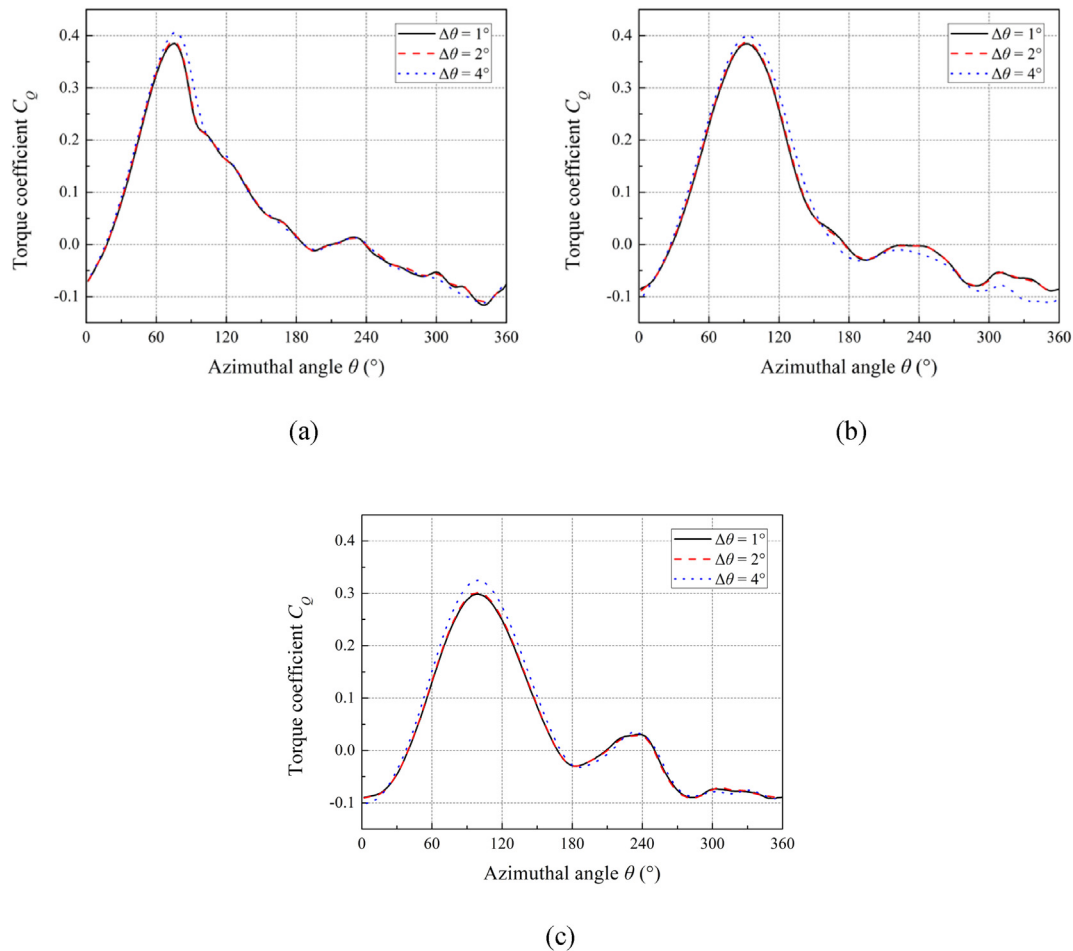 0.4
0.3
0.2
0.1
0.0
-0.1
Torque coefficient C_Q
Δθ = 1°
Δθ = 2°
Δθ = 4°
0 60 120 180 240 300 360
Azimuthal angle θ (°)
(a)
0.4
0.3
0.2
0.1
0.0
-0.1
Torque coefficient C_Q
Δθ = 1°
Δθ = 2°
Δθ = 4°
0 60 120 180 240 300 360
Azimuthal angle θ (°)
(b)
0.4
0.3
0.2
0.1
0.0
-0.1
Torque coefficient C_Q
Δθ = 1°
Δθ = 2°
Δθ = 4°
0 60 120 180 240 300 360
Azimuthal angle θ (°)
(c)